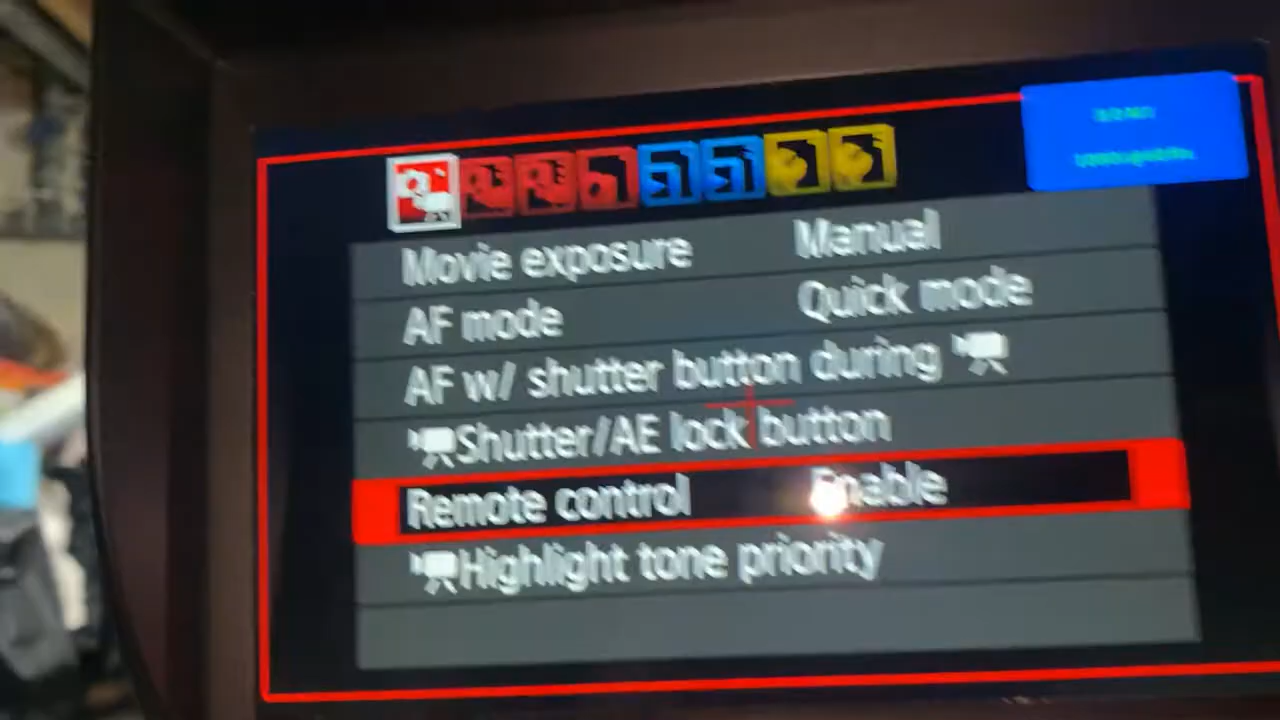 Movie exposure Manual
AF mode Quick mode
AF w/ shutter button during
Shutter/AE lock button
Remote control Enable
Highlight tone priority